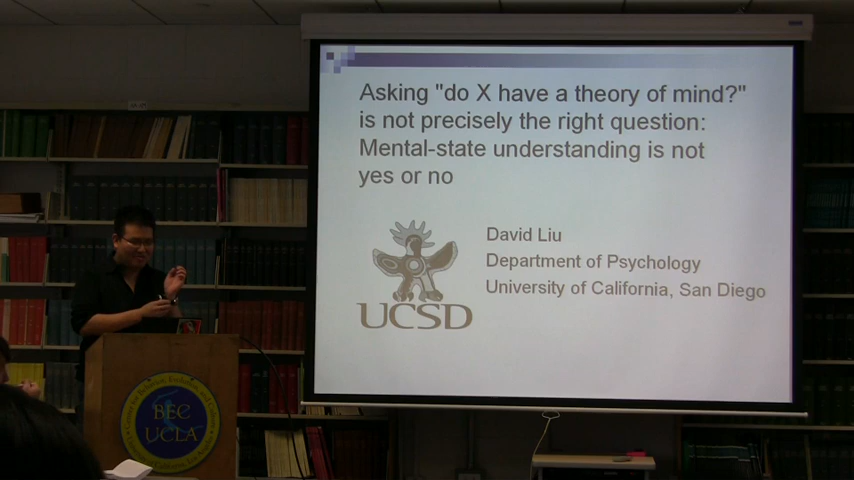 Asking "do X have a theory of mind?"
is not precisely the right question:
Mental-state understanding is not
yes or no
David Liu
Department of Psychology
University of California, San Diego
UCSD
BEC
UCLA